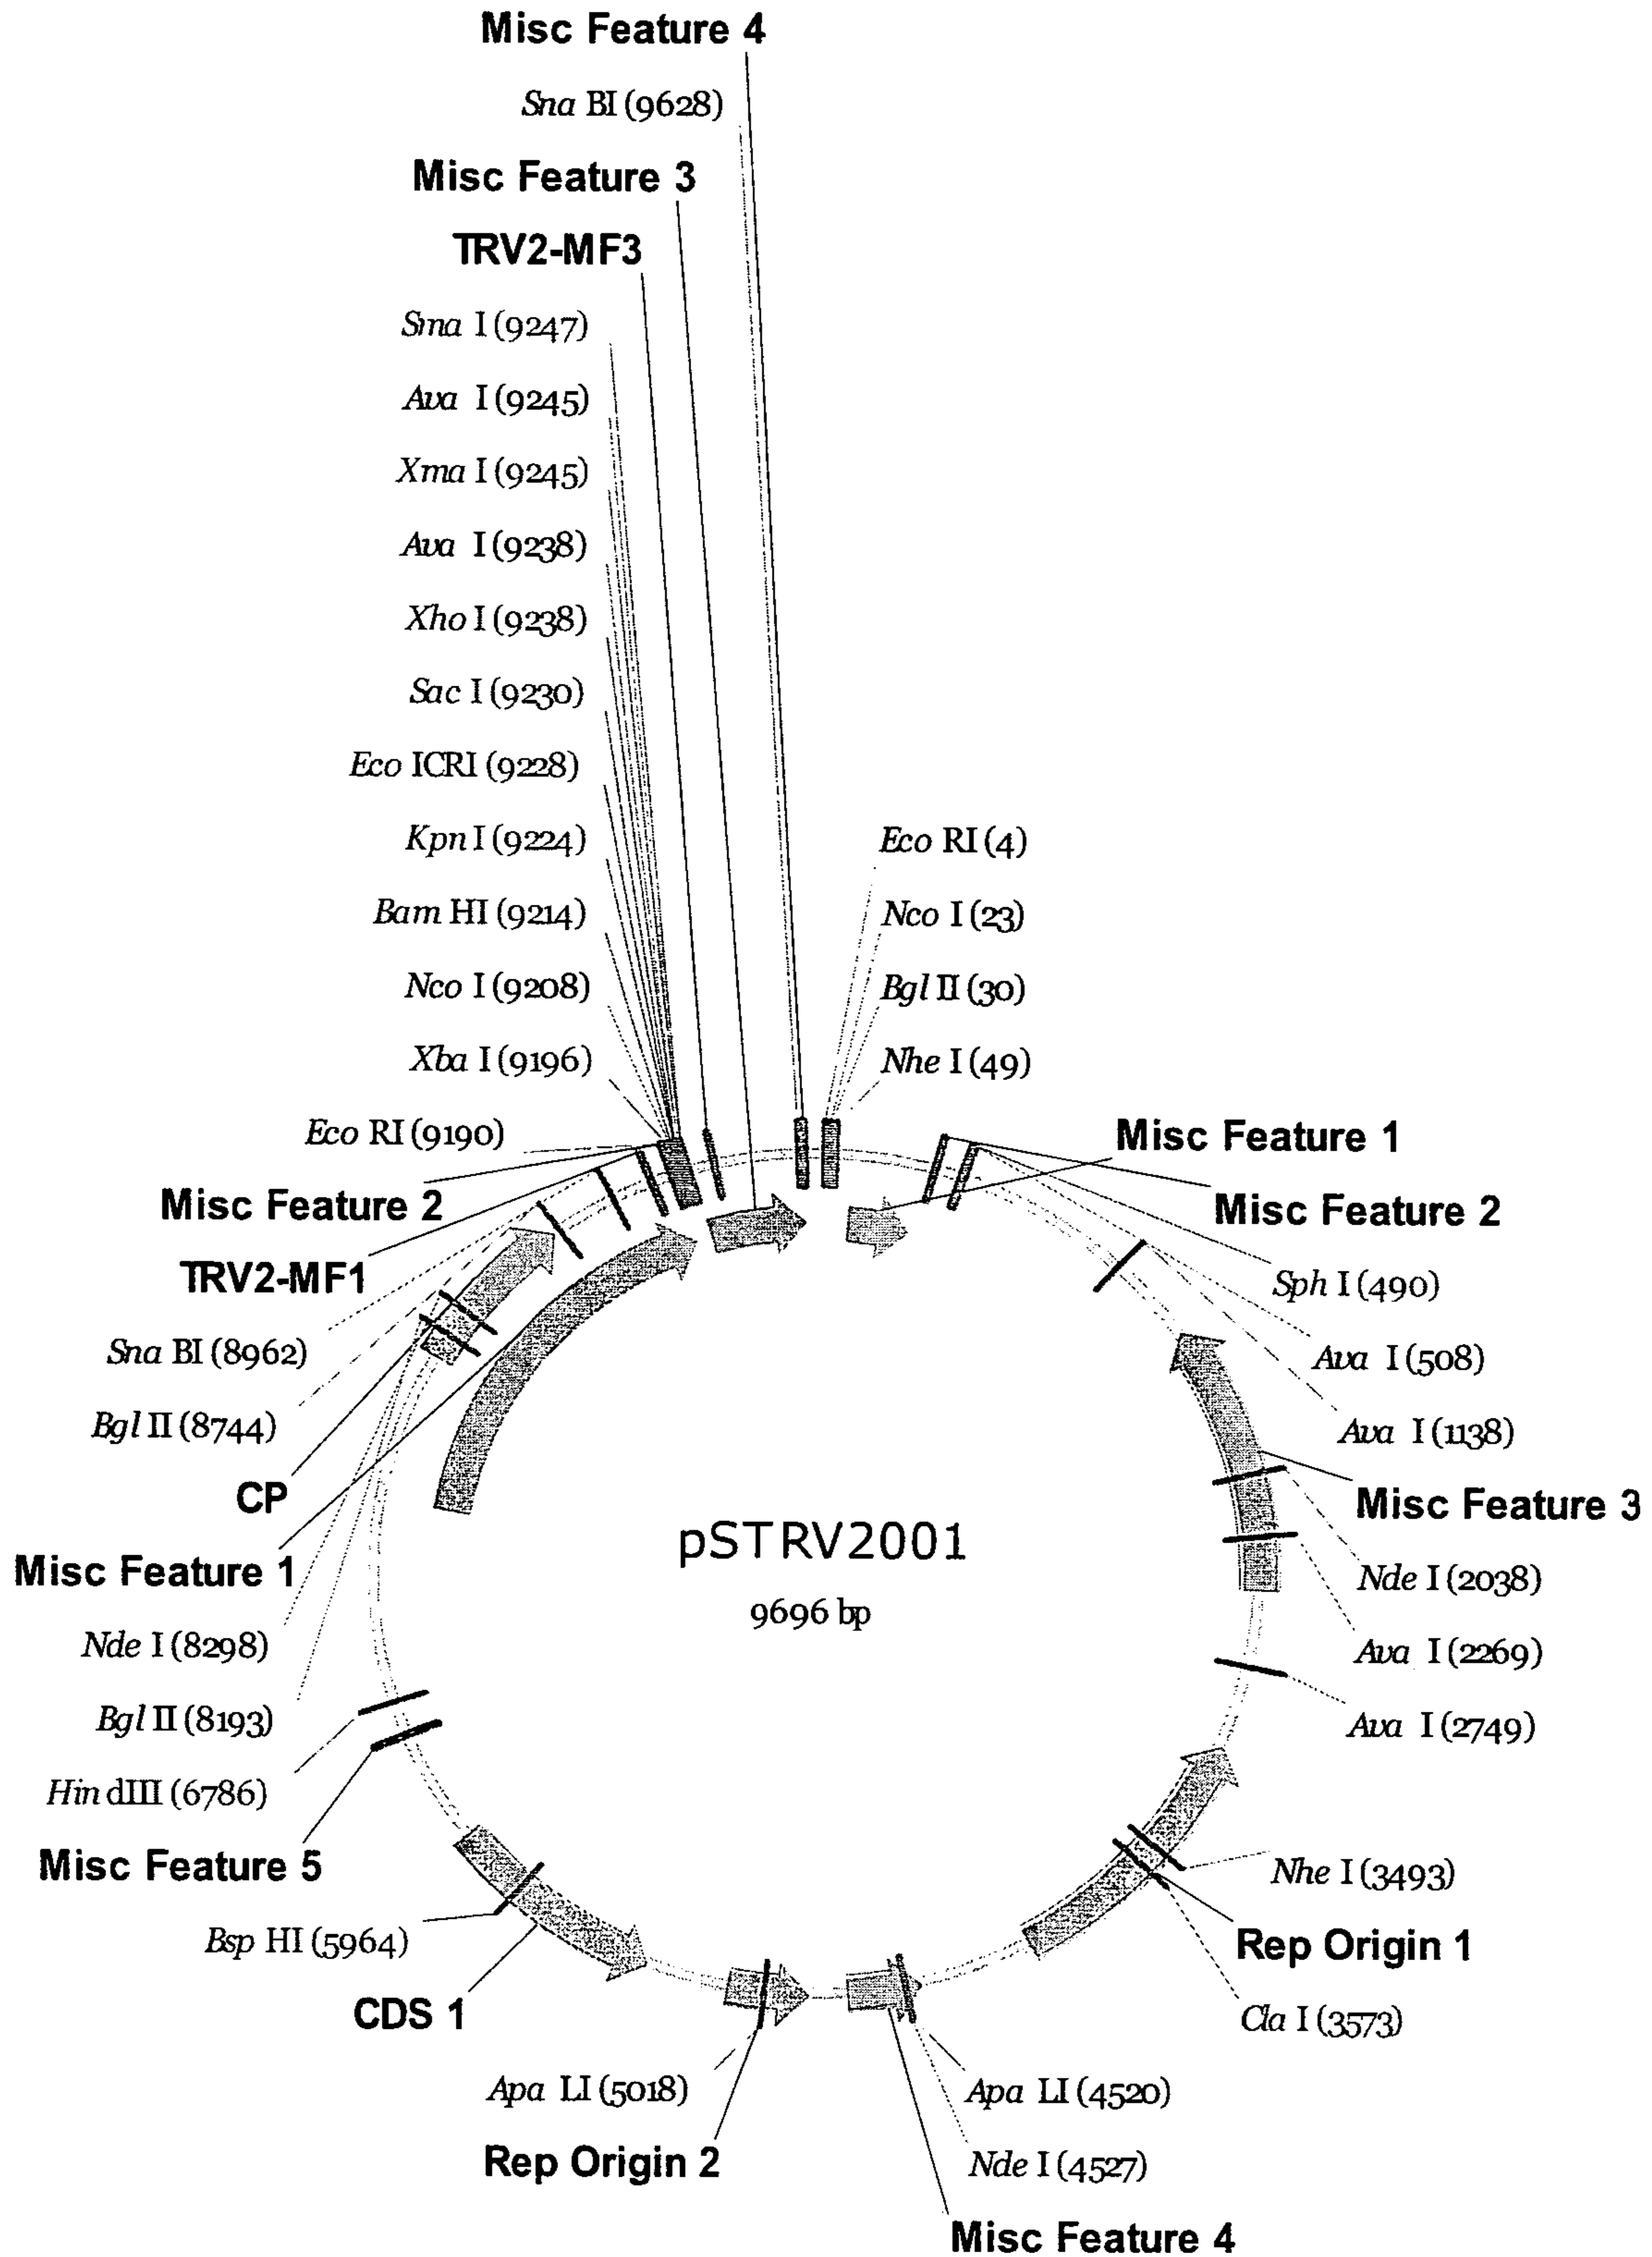 Misc Feature 4
Sna BI (9628)
Misc Feature 3
TRV2-MF3
Sma I (9247)
Ava I (9245)
Xma I (9245)
Ava I (9238)
Xho I (9238)
Sac I (9230)
Eco ICRI (9228)
Kpn I (9224)
Bam HI (9214)
Nco I (9208)
Xba I (9196)
Eco RI (9190)
Misc Feature 2
TRV2-MF1
Sna BI (8962)
Bgl II (8744)
CP
Misc Feature 1
Nde I (8298)
Bgl II (8193)
Hin dIII (6786)
Misc Feature 5
Bsp HI (5964)
CDS 1
Apa LI (5018)
Rep Origin 2
Eco RI (4)
Nco I (23)
Bgl II (30)
Nhe I (49)
Misc Feature 1
Misc Feature 2
Sph I (490)
Ava I (508)
Ava I (1138)
Misc Feature 3
Nde I (2038)
Ava I (2269)
Ava I (2749)
Nhe I (3493)
Rep Origin 1
Cla I (3573)
Apa LI (4520)
Nde I (4527)
Misc Feature 4
pSTRV2001
9696 bp